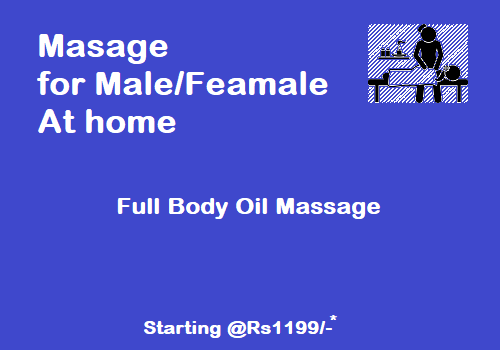 Masage
for Male/Feamale
At home
Full Body Oil Massage
Starting @Rs1199/-*